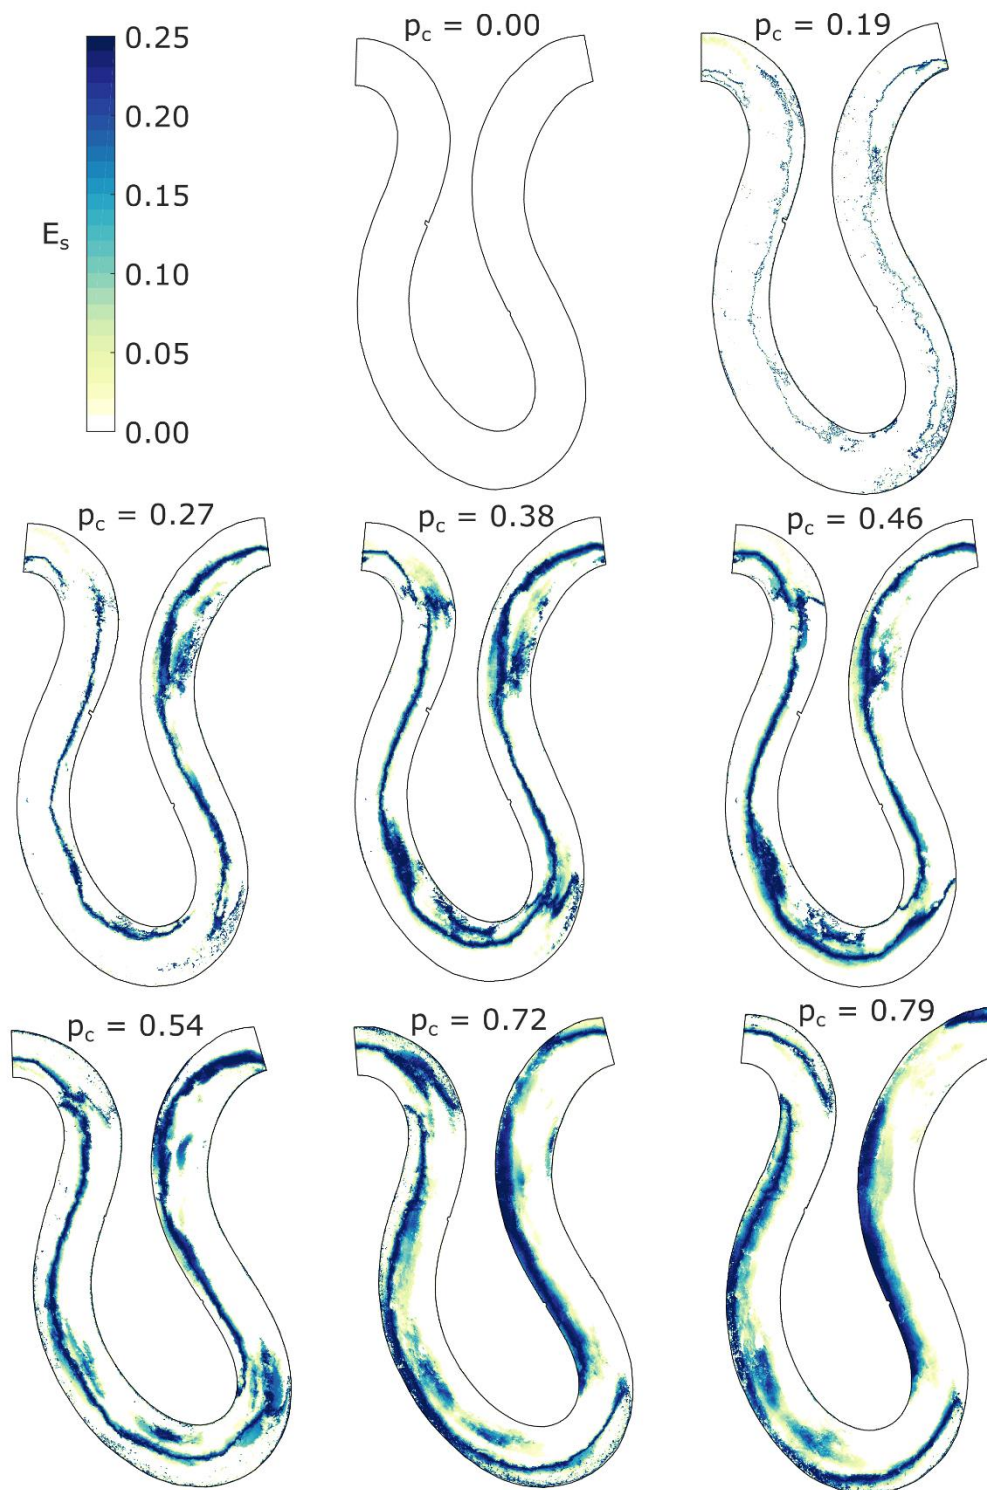 p_c = 0.00
p_c = 0.19
0.25
0.20
0.15
E_s
0.10
0.05
0.00
p_c = 0.27
p_c = 0.38
p_c = 0.46
p_c = 0.54
p_c = 0.72
p_c = 0.79